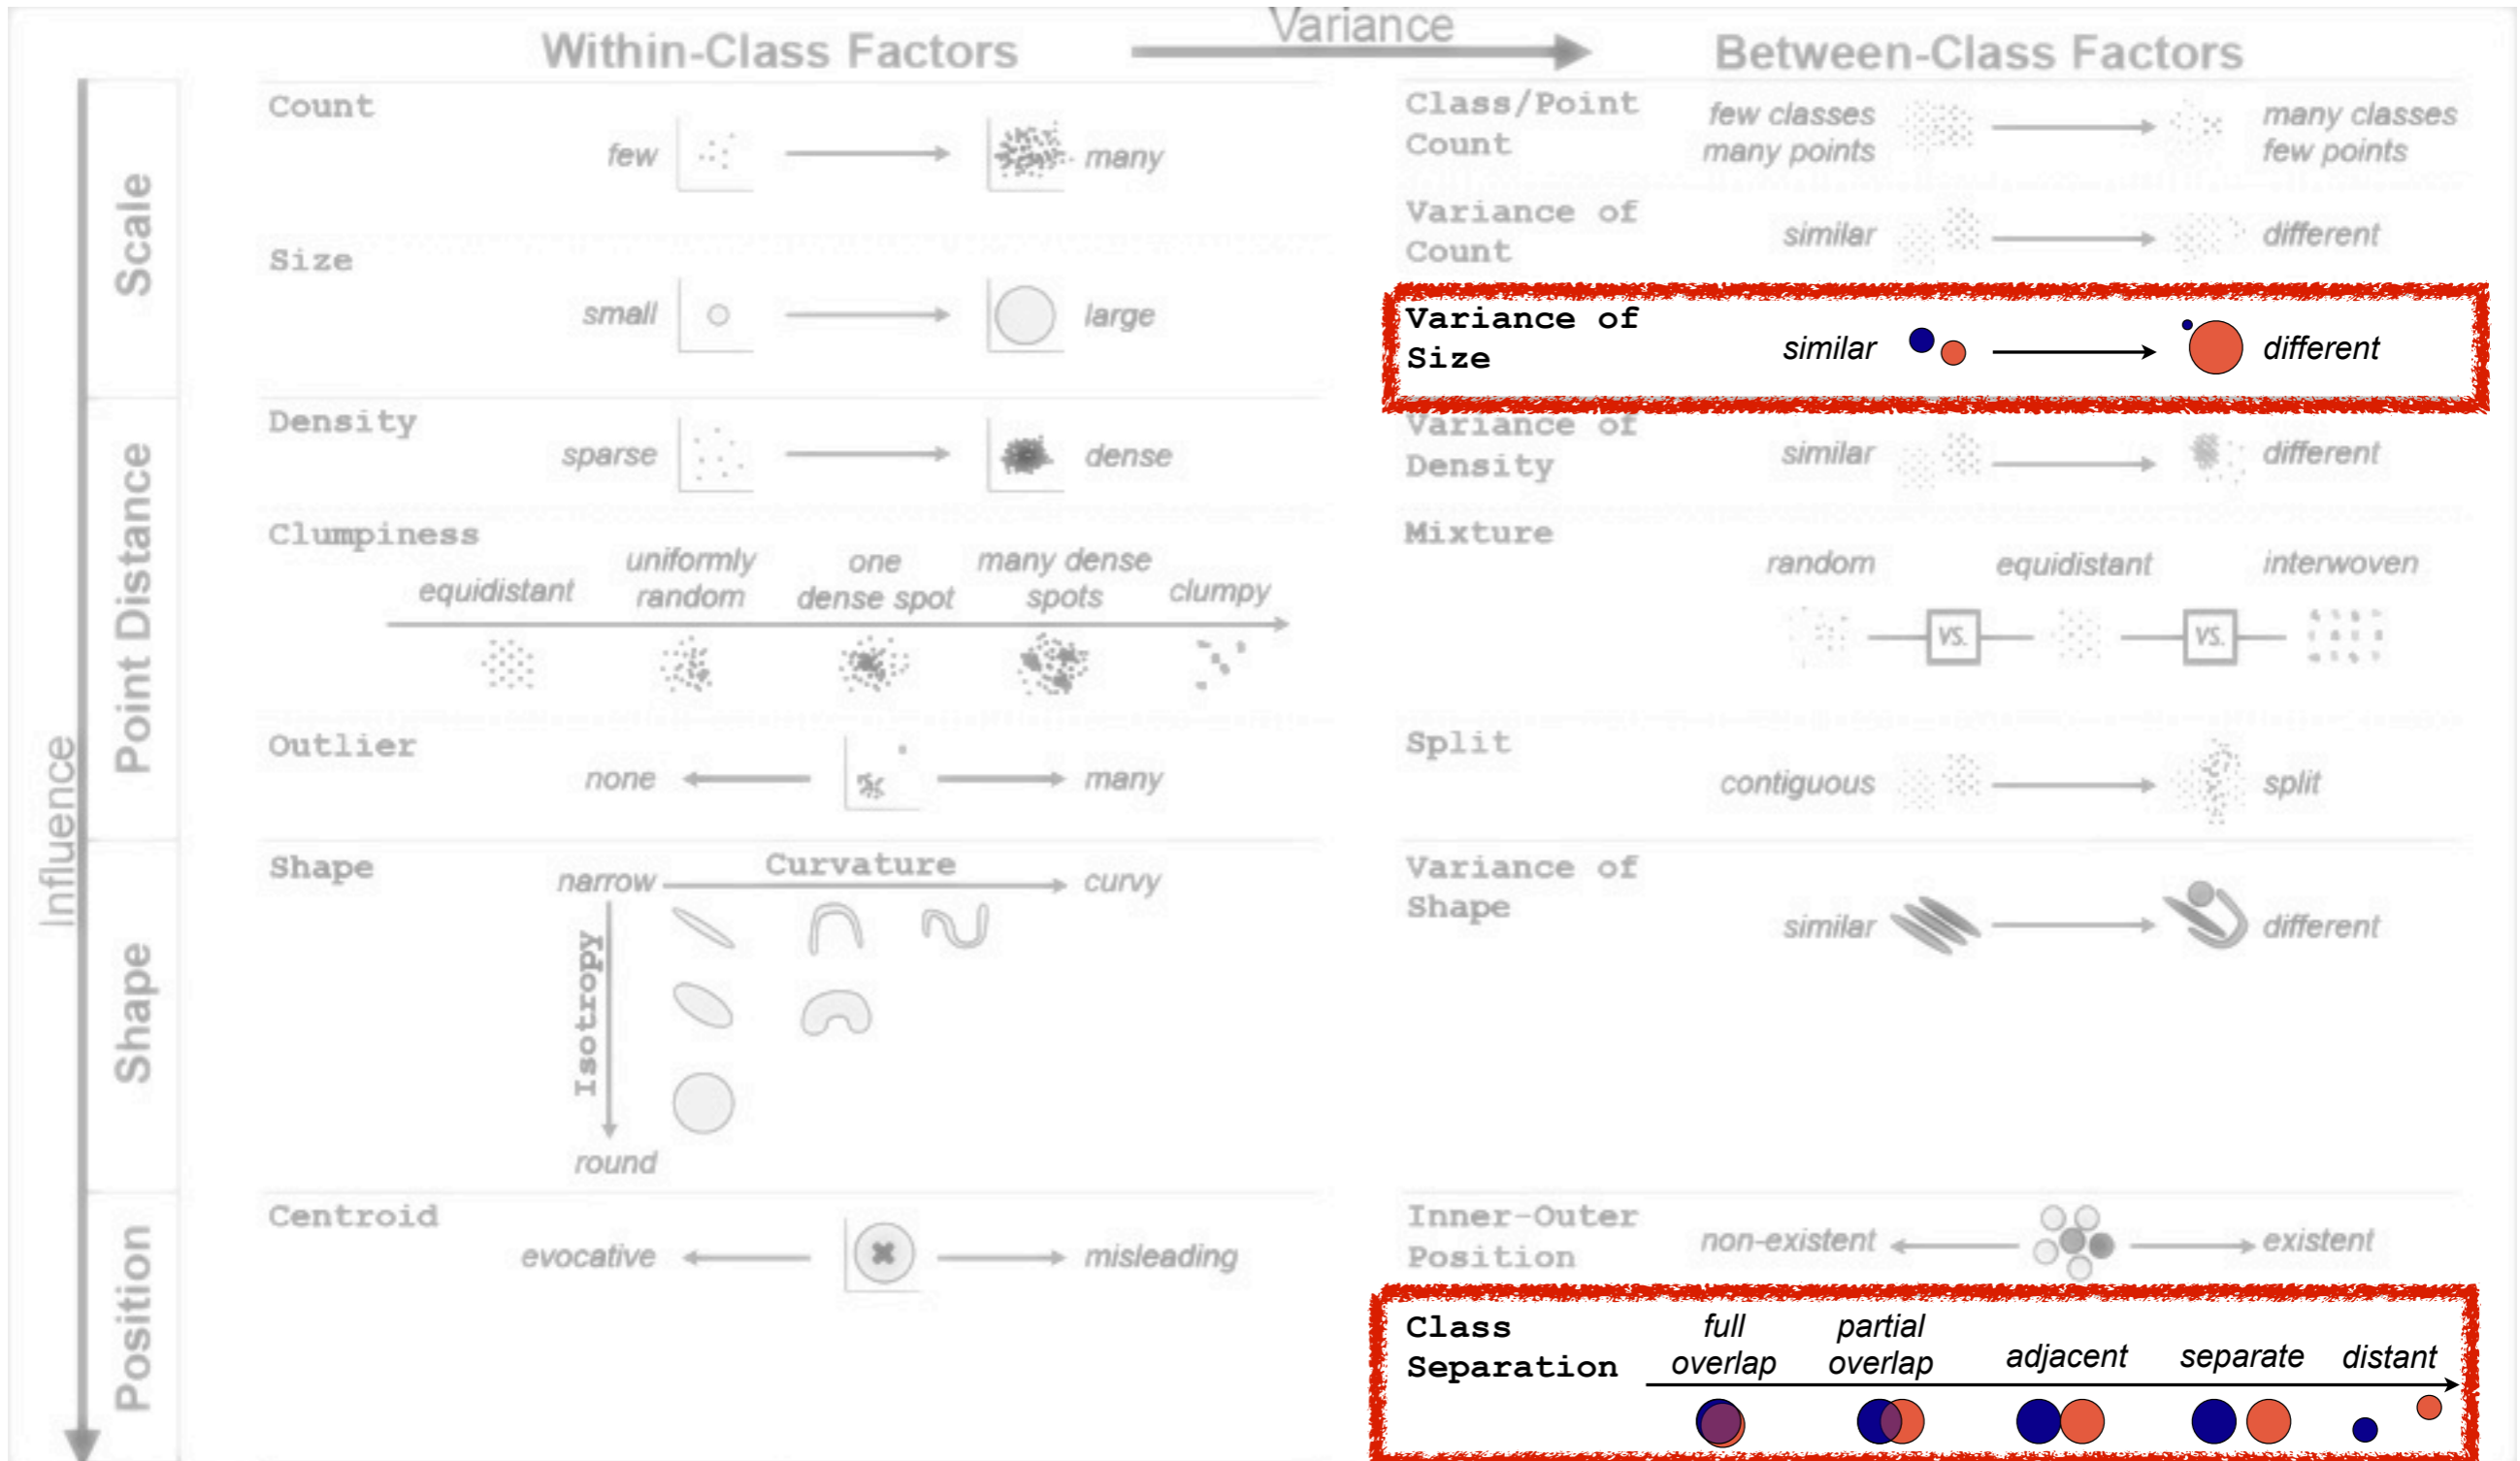 Variance
Within-Class Factors
Between-Class Factors
Influence
Scale
Count
few
many
Size
small
large
Class/Point
Count
few classes
many points
many classes
few points
Variance of
Count
similar
different
Variance of
Size
similar
different
Point Distance
Density
sparse
dense
Clumpiness
equidistant
uniformly
random
one
dense spot
many dense
spots
clumpy
Outlier
none
many
Variance of
Density
similar
different
Mixture
random
equidistant
interwoven
vs.
vs.
Split
contiguous
split
Shape
Shape
Curvature
narrow
curvy
Isotropy
round
Variance of
Shape
similar
different
Position
Centroid
evocative
misleading
Inner-Outer
Position
non-existent
existent
Class
Separation
full
overlap
partial
overlap
adjacent
separate
distant